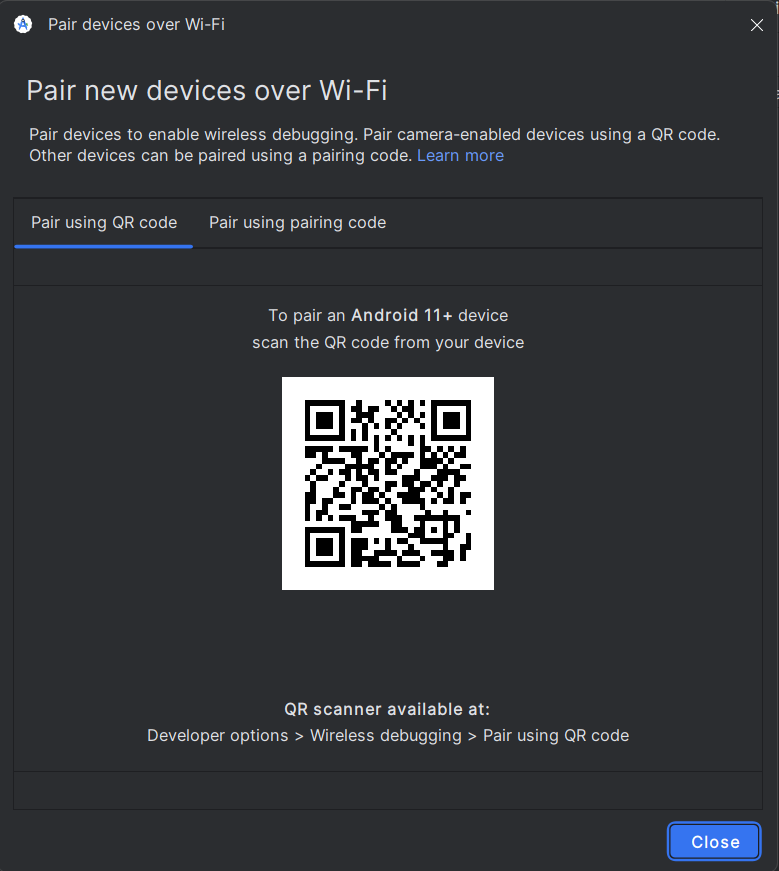 Pair devices over Wi-Fi
Pair new devices over Wi-Fi
Pair devices to enable wireless debugging. Pair camera-enabled devices using a QR code.
Other devices can be paired using a pairing code. Learn more
Pair using QR code
Pair using pairing code
To pair an Android 11+ device
scan the QR code from your device
QR scanner available at:
Developer options > Wireless debugging > Pair using QR code
Close